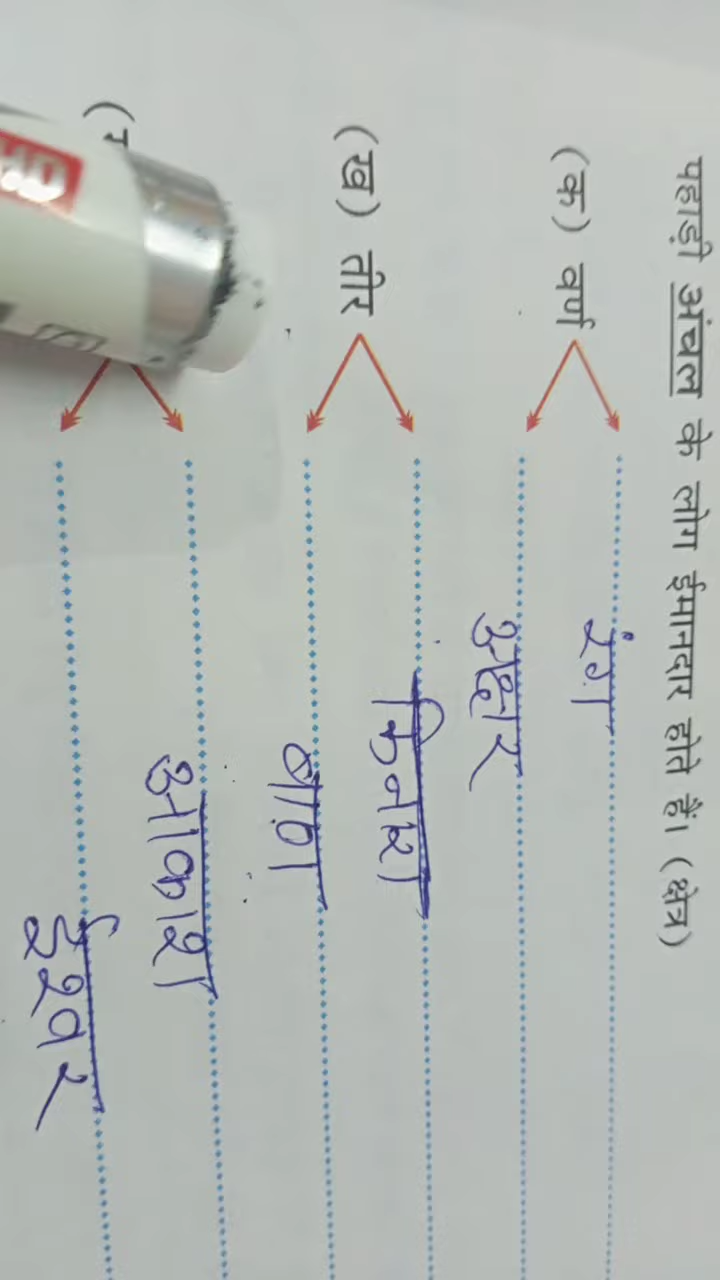 पहाड़ी आंचल के लोग ईमानदार होते हैं। (क्षेत्र)
(क) वर्ण
रंग
अक्षर
(ख) तीर
किनारा
बाण
आकाश
ईश्वर